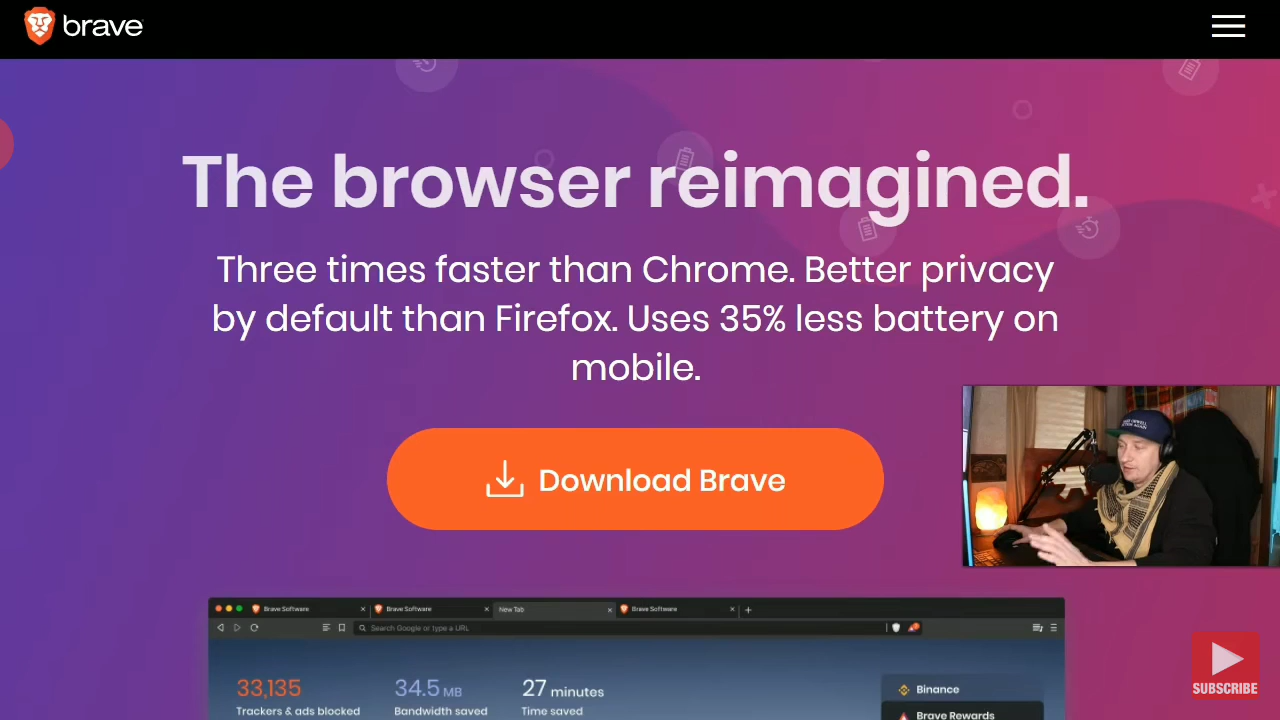 brave
The browser reimagined.
Three times faster than Chrome. Better privacy
by default than Firefox. Uses 35% less battery on
mobile.
Download Brave
Brave Software
Brave Software
New Tab
Brave Software
Search Google or type a URL
33,135
Trackers & ads blocked
34.5 MB
Bandwidth saved
27 minutes
Time saved
Binance
Brave Rewards
SUBSCRIBE